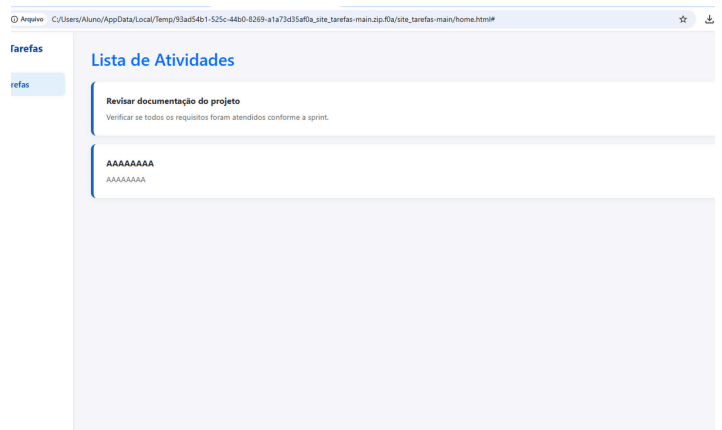 Arquivo C:/Users/Aluno/AppData/Local/Temp/93ad54b1-525c-44b0-8269-a1a73d35af0a_site_tarefas-main.zip.f0a/site_tarefas-main/home.html#
Tarefas
Lista de Atividades
refas
Revisar documentação do projeto
Verificar se todos os requisitos foram atendidos conforme a sprint.
AAAAAAAA
AAAAAAAA